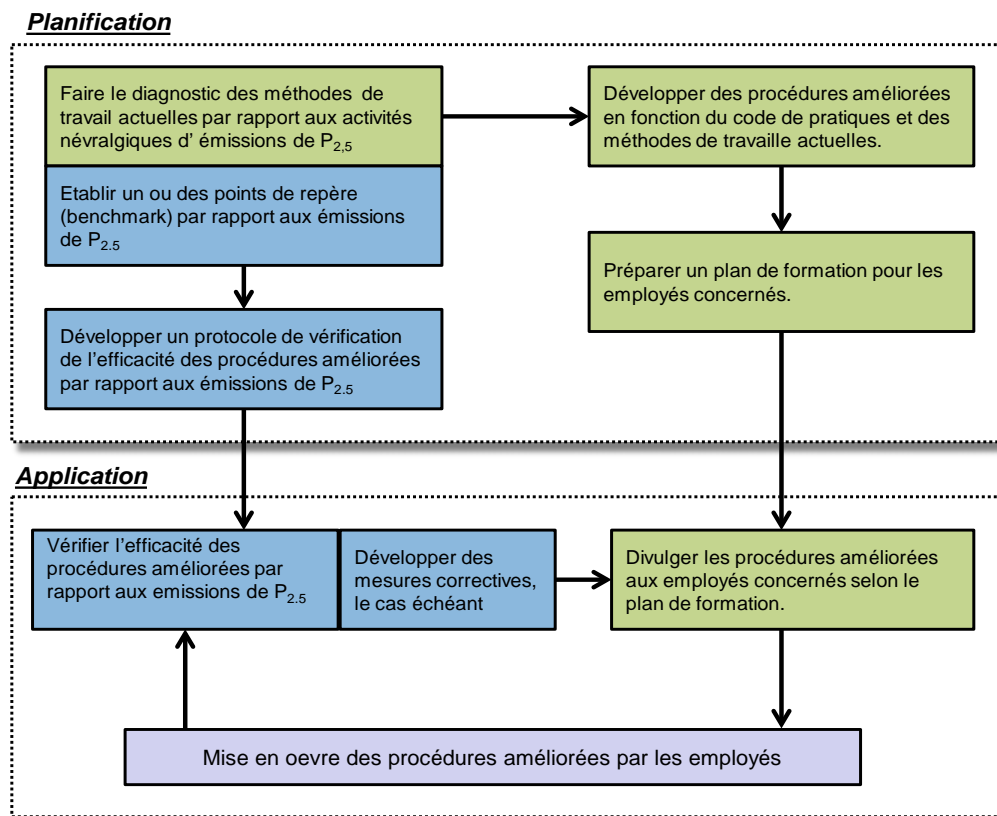 Planification
Faire le diagnostic des méthodes de
travail actuelles par rapport aux activités
névralgiques d' émissions de P2,5
Développer des procédures améliorées
en fonction du code de pratiques et des
méthodes de travaille actuelles.
Etablir un ou des points de repère
(benchmark) par rapport aux émissions
de P2.5
Préparer un plan de formation pour les
employés concernés.
Développer un protocole de vérification
de l'efficacité des procédures améliorées
par rapport aux émissions de P2.5
Application
Vérifier l'efficacité des
procédures améliorées par
rapport aux emissions de P2.5
Développer des
mesures correctives,
le cas échéant
Divulger les procédures améliorées
aux employés concernés selon le
plan de formation.
Mise en oevre des procédures améliorées par les employés